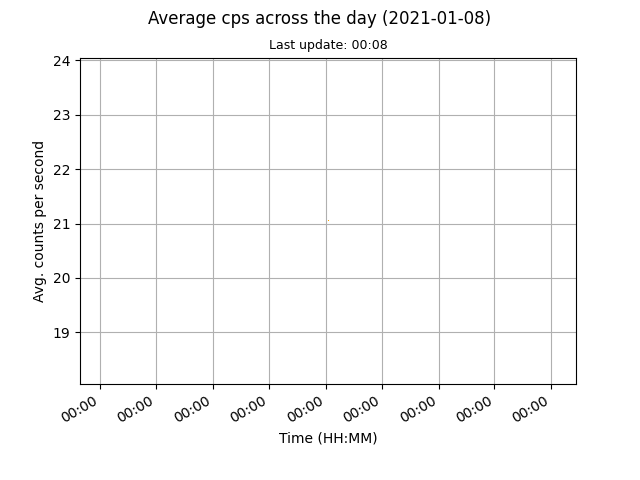 Average cps across the day (2021-01-08)
Last update: 00:08
24
23
22
21
20
19
Avg. counts per second
00:00 00:00 00:00 00:00 00:00 00:00 00:00 00:00 00:00
Time (HH:MM)